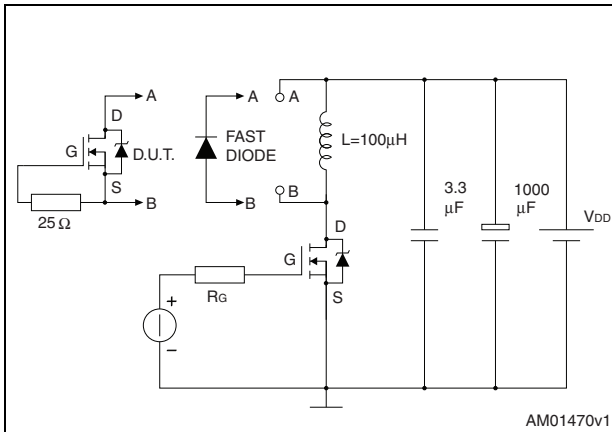 A
A
A
D
G
D.U.T.
FAST
DIODE
L=100µH
S
B
B
B
25 Ω
3.3
µF
1000
µF
VDD
D
G
S
RG
+
–
AM01470v1